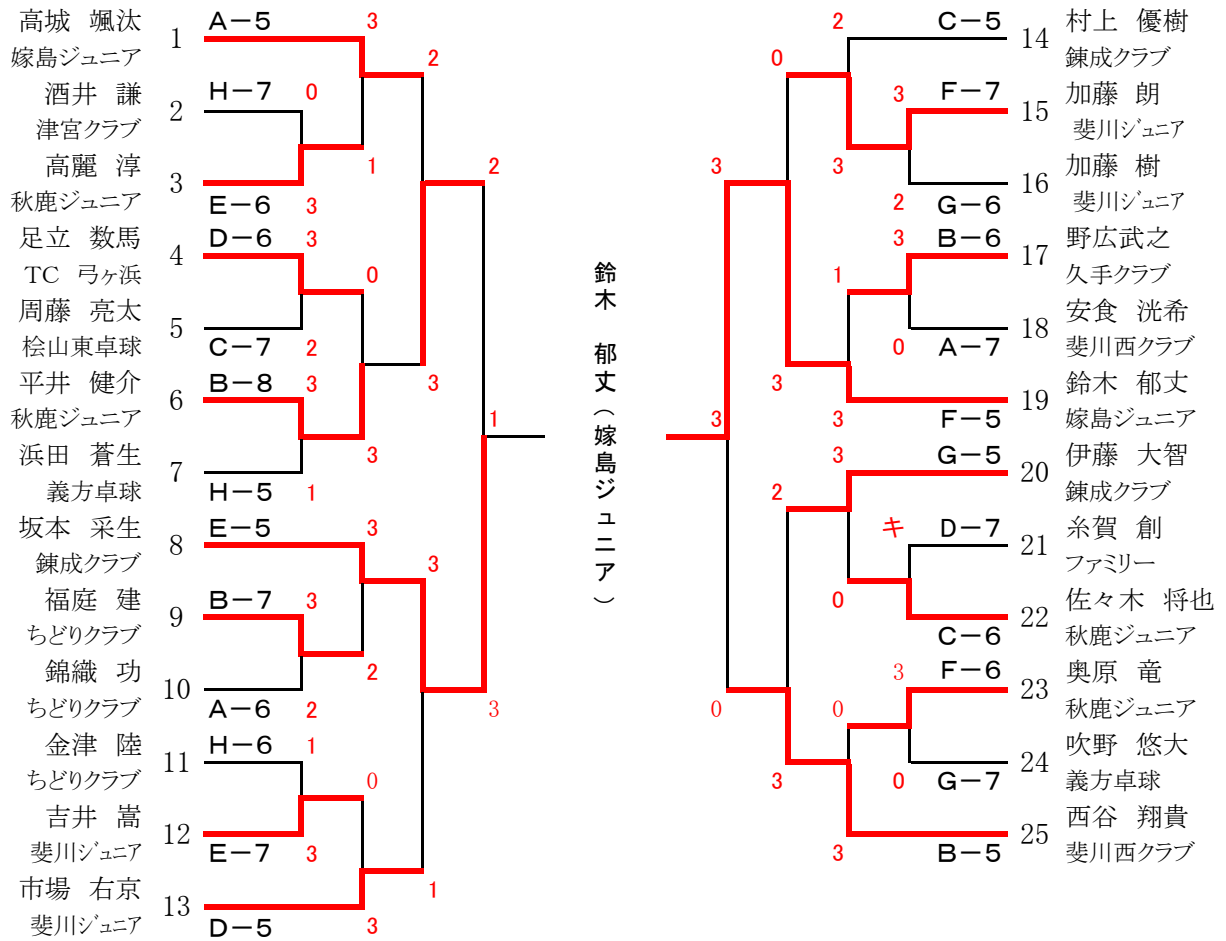 高城 颯汰
嫁島ジュニア
1
A-5
3
酒井 謙
津宮クラブ
2
H-7
0
2
高麗 淳
秋鹿ジュニア
3
E-6
3
1
2
足立 数馬
TC 弓ヶ浜
4
D-6
3
0
周藤 亮太
桧山東卓球
5
C-7
2
平井 健介
秋鹿ジュニア
6
B-8
3
3
浜田 蒼生
義方卓球
7
H-5
1
3
1
坂本 采生
錬成クラブ
8
E-5
3
3
福庭 建
ちどりクラブ
9
B-7
3
錦織 功
ちどりクラブ
10
A-6
2
2
3
金津 陸
ちどりクラブ
11
H-6
1
0
吉井 嵩
斐川ジュニア
12
E-7
3
市場 右京
斐川ジュニア
13
D-5
3
1
鈴木 郁丈(嫁島ジュニア)
2
C-5
14
村上 優樹
錬成クラブ
0
3
F-7
15
加藤 朗
斐川ジュニア
3
3
2
G-6
16
加藤 樹
斐川ジュニア
1
3
B-6
17
野広武之
久手クラブ
0
A-7
18
安食 洸希
斐川西クラブ
3
3
F-5
19
鈴木 郁丈
嫁島ジュニア
3
3
G-5
20
伊藤 大智
錬成クラブ
2
キ
D-7
21
糸賀 創
ファミリー
0
C-6
22
佐々木 将也
秋鹿ジュニア
0
0
3
F-6
23
奥原 竜
秋鹿ジュニア
3
0
G-7
24
吹野 悠大
義方卓球
3
B-5
25
西谷 翔貴
斐川西クラブ